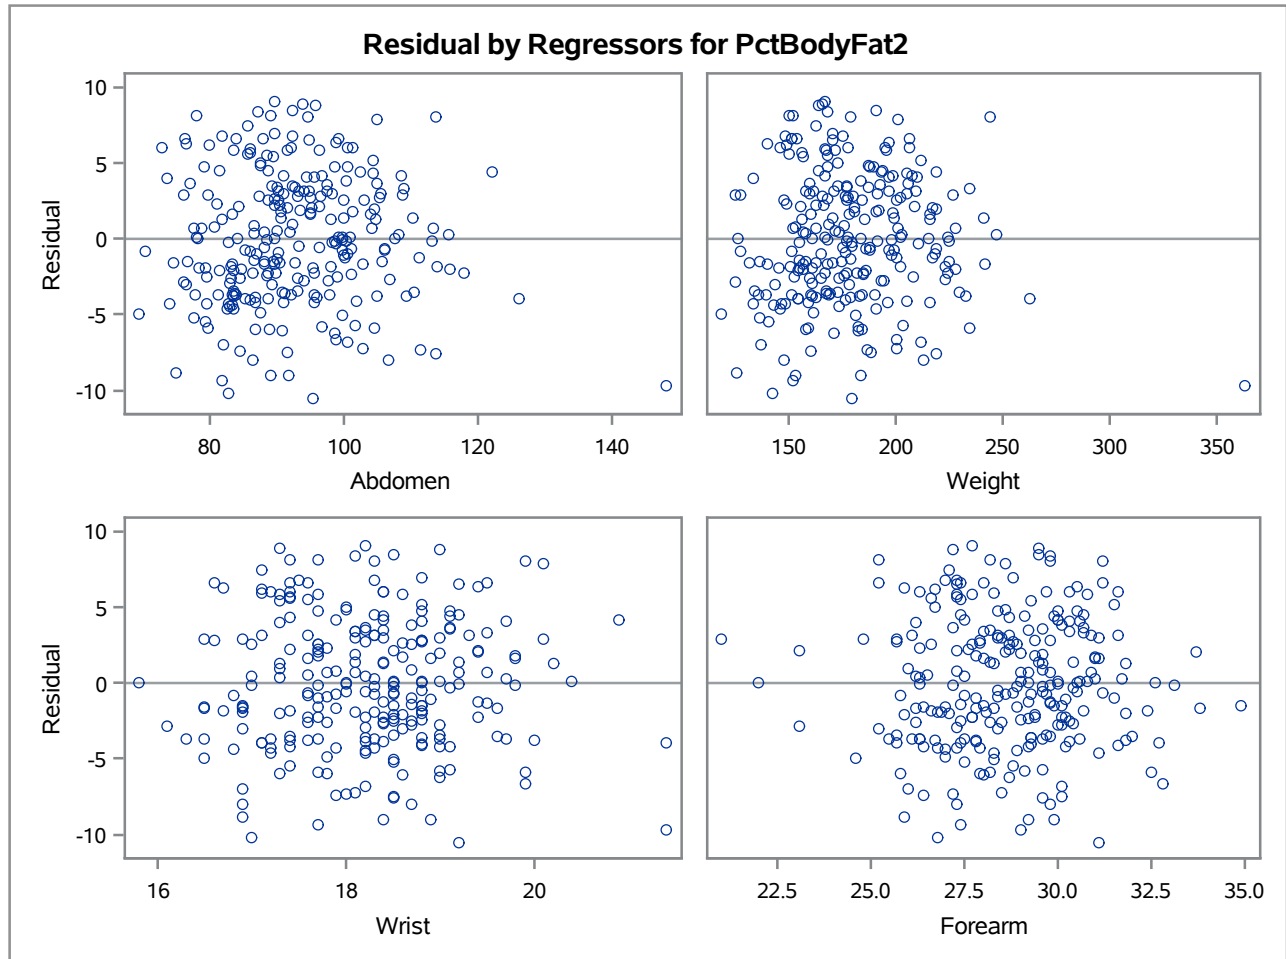 Residual by Regressors for PctBodyFat2
Residual
10
5
0
-5
-10
80 100 120 140
Abdomen
150 200 250 300 350
Weight
Residual
10
5
0
-5
-10
16 18 20
Wrist
22.5 25.0 27.5 30.0 32.5 35.0
Forearm